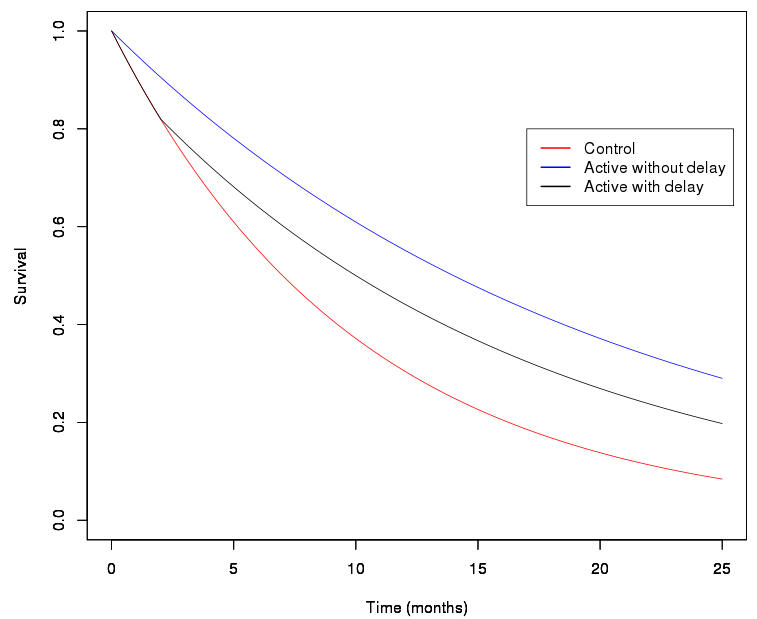 1.0
0.8
0.6
0.4
0.2
0.0
Survival
Control
Active without delay
Active with delay
0 5 10 15 20 25
Time (months)